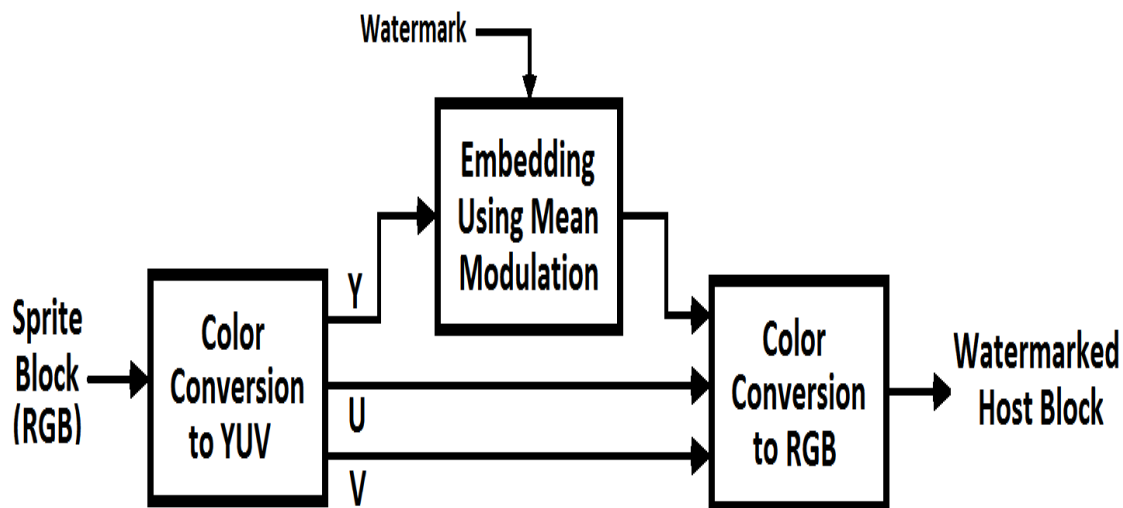 Watermark
Embedding
Using Mean
Modulation
Sprite
Block
(RGB)
Color
Conversion
to YUV
Y
U
V
Color
Conversion
to RGB
Watermarked
Host Block